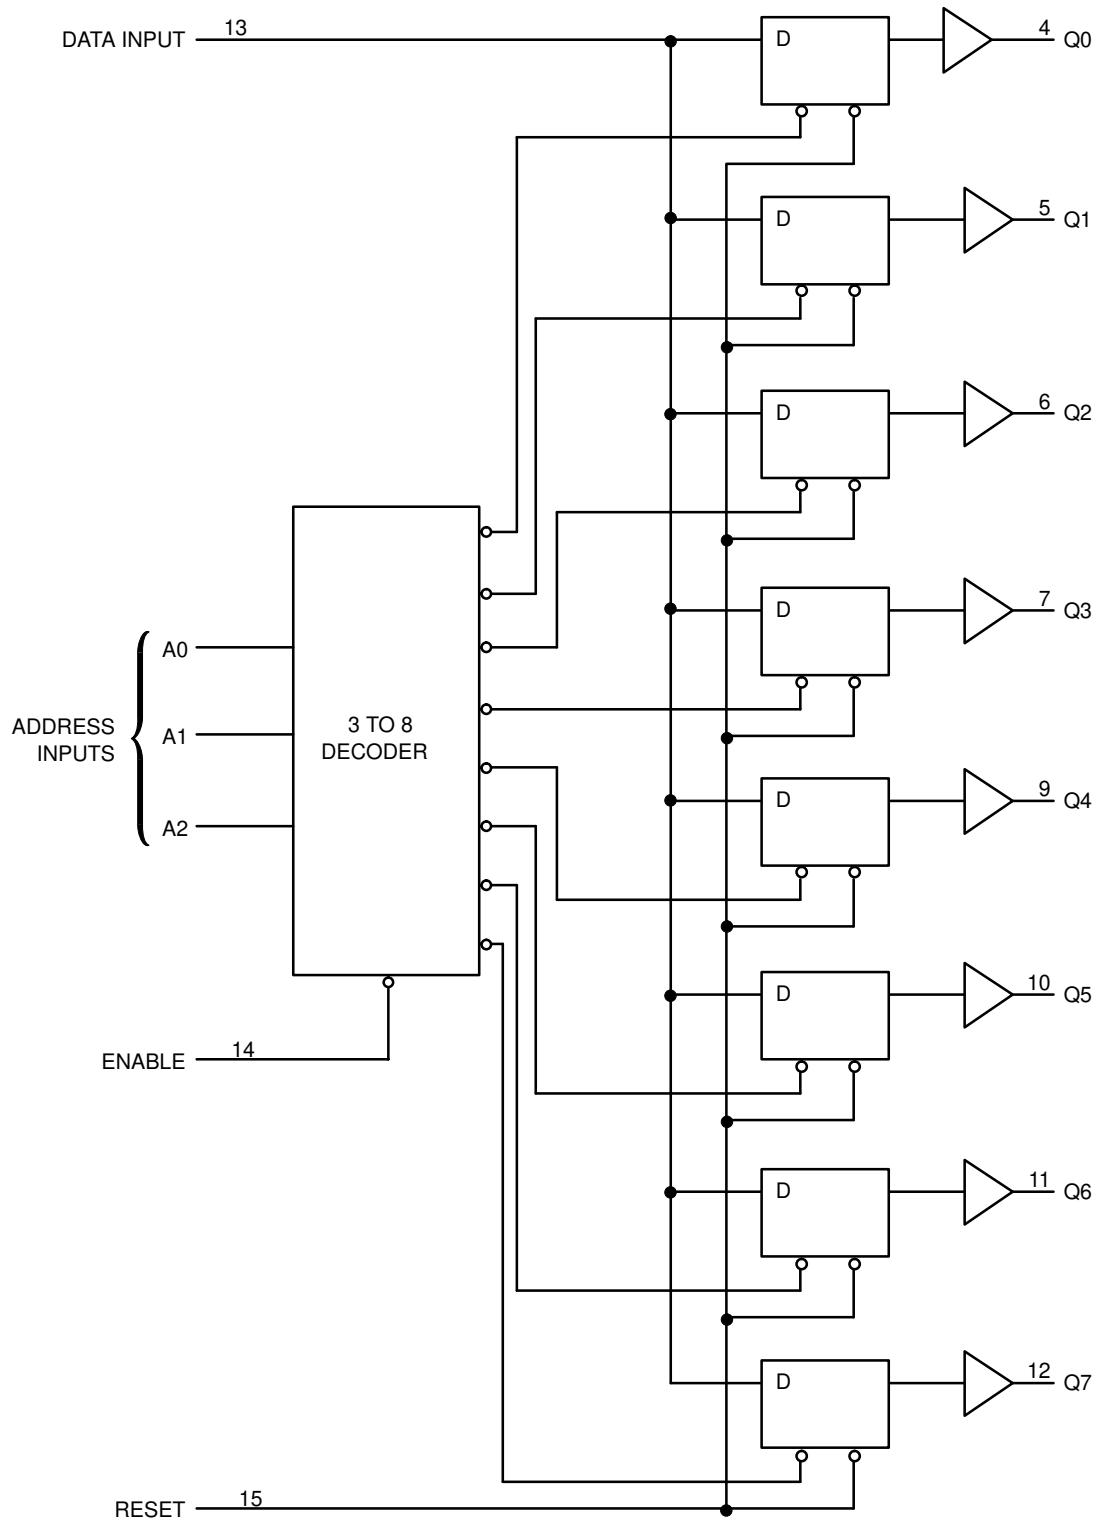 DATA INPUT 13 D 4 Q0
D 5 Q1
D 6 Q2
D 7 Q3
A0
ADDRESS INPUTS
A1
A2
3 TO 8
DECODER
D 9 Q4
D 10 Q5
ENABLE 14
D 11 Q6
D 12 Q7
RESET 15